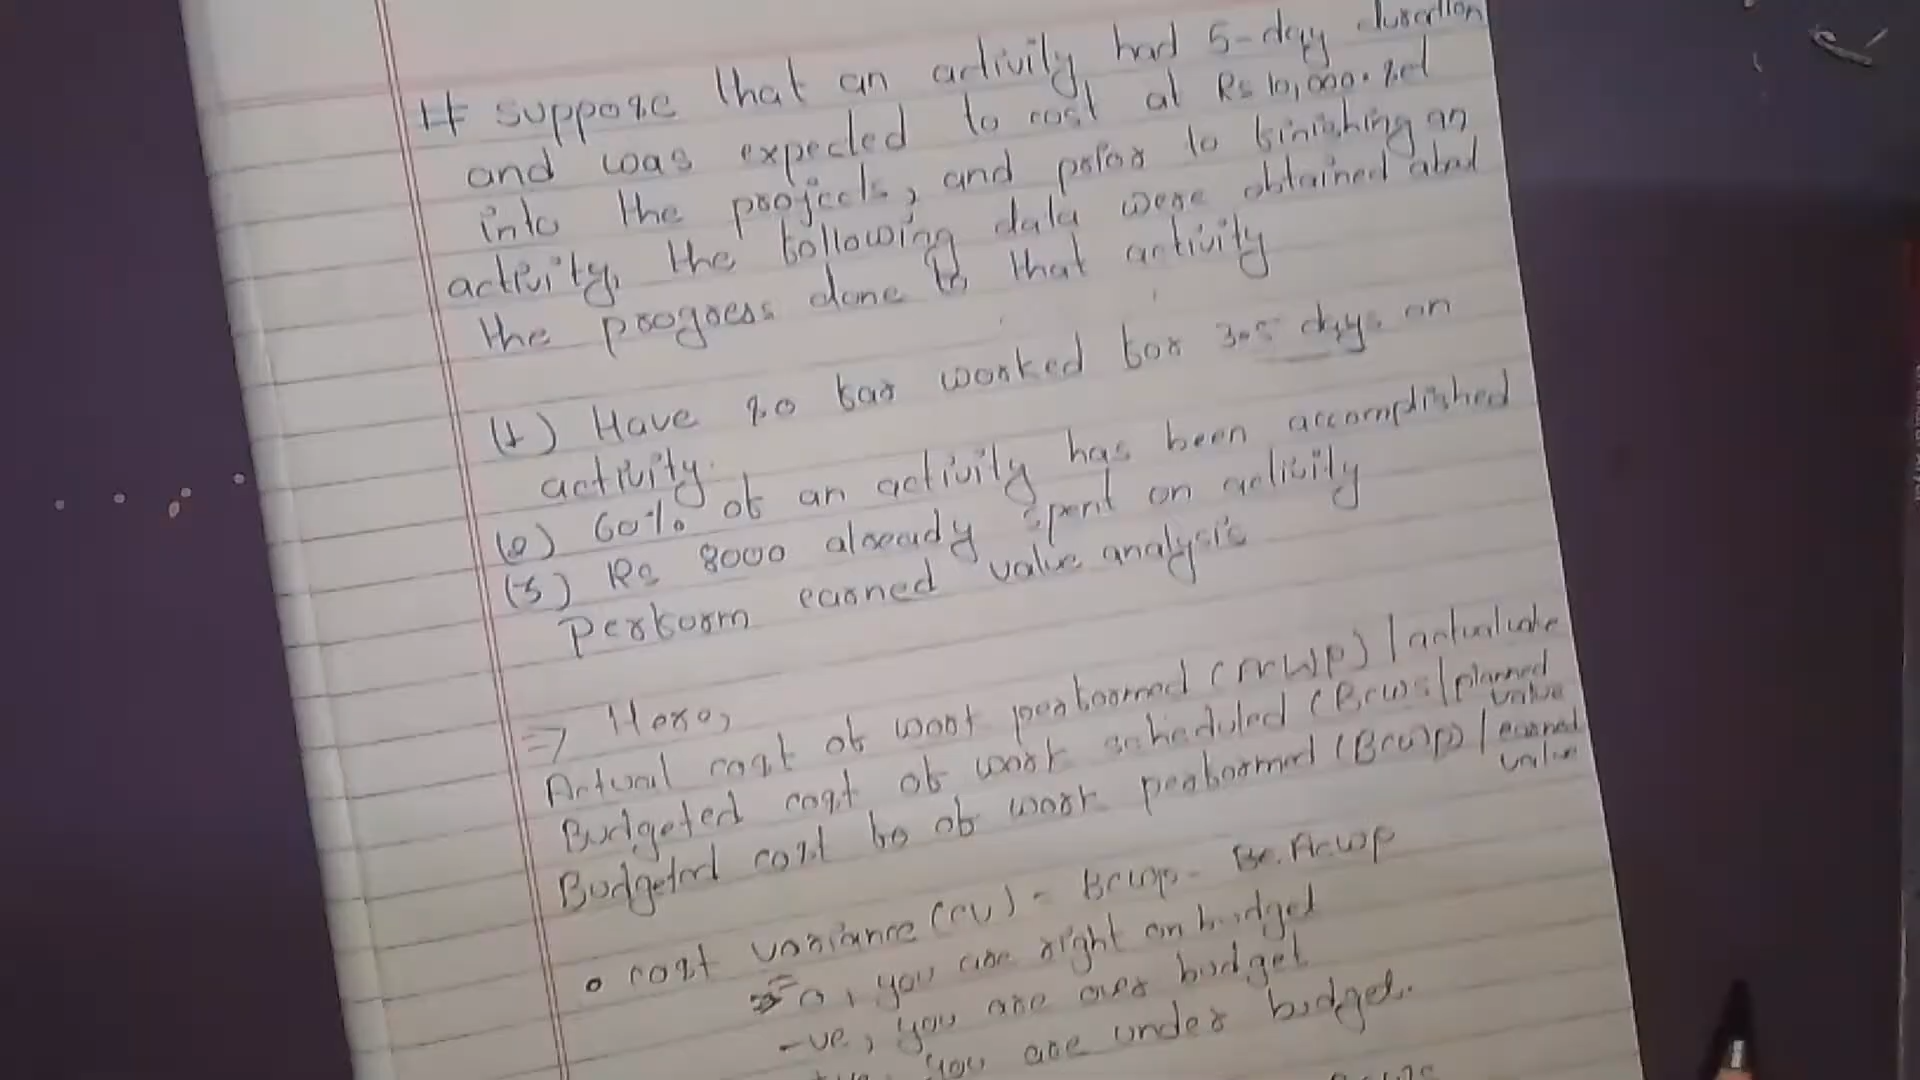 # suppose that an activity had 5-day duration
and was expected to cost at Rs 10,000.
into the projects, and prior to finishing an
activity, the following data were obtained about
the progress done to that activity
(1) Have so far worked for 3.5 days on
activity.
(2) 60% of an activity has been accomplished
(3) Rs 8000 already spent on activity
Perform earned value analysis
=> Here,
Actual cost of work performed (ACWP) / actual
Budgeted cost of work scheduled (BCWS / planned value
Budgeted cost of work performed (BCWP) / earned value
• cost variance (CV) = BCWP - ACWP
= 0, you are right on budget
-ve, you are over budget
you are under budget.